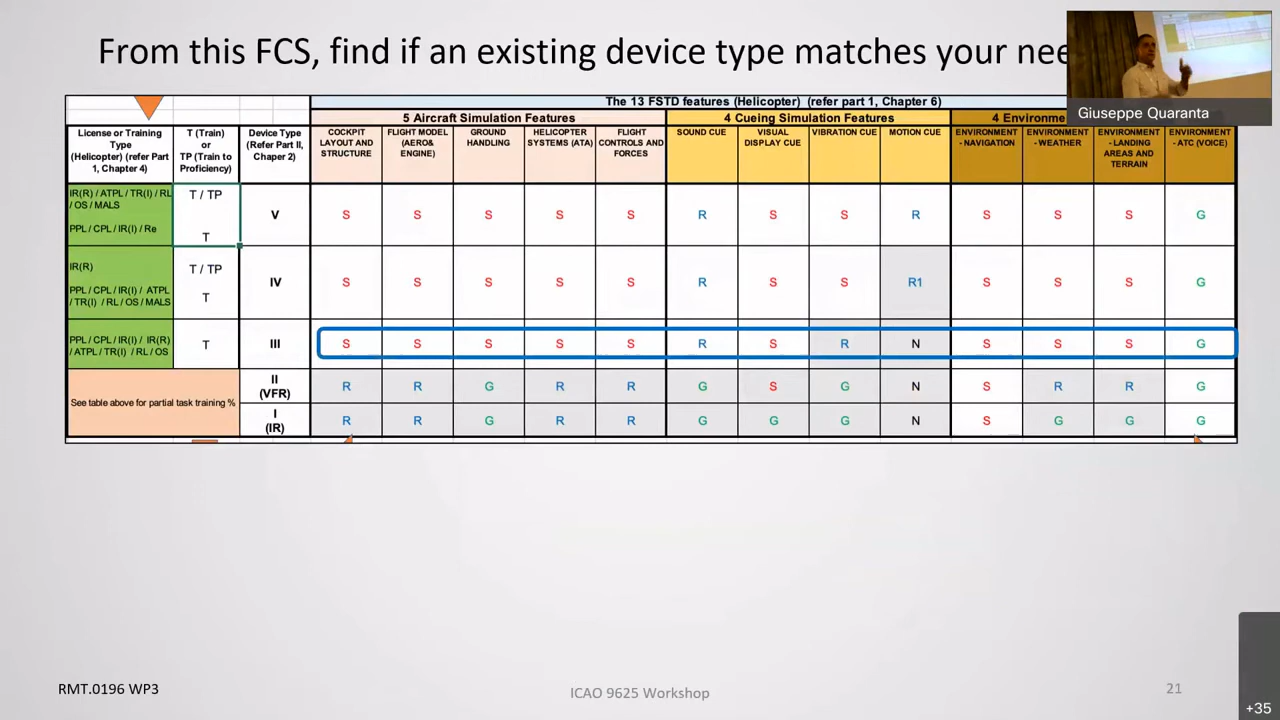 From this FCS, find if an existing device type matches your nee
Giuseppe Quaranta
The 13 FSTD features (Helicopter) (refer part 1, Chapter 6)
5 Aircraft Simulation Features
4 Cueing Simulation Features
4 Environme
License or Training Type (Helicopter) (refer Part 1, Chapter 4)
T (Train) or TP (Train to Proficiency)
Device Type (Refer Part II, Chaper 2)
COCKPIT LAYOUT AND STRUCTURE
FLIGHT MODEL (AERO& ENGINE)
GROUND HANDLING
HELICOPTER SYSTEMS (ATA)
FLIGHT CONTROLS AND FORCES
SOUND CUE
VISUAL DISPLAY CUE
VIBRATION CUE
MOTION CUE
ENVIRONMENT - NAVIGATION
ENVIRONMENT - WEATHER
ENVIRONMENT - LANDING AREAS AND TERRAIN
ENVIRONMENT - ATC (VOICE)
IR(R) / ATPL / TR(I) / RL / OS / MALS
PPL / CPL / IR(I) / Re
T / TP
T
V S S S S S R S S R S S S G
IR(R)
PPL / CPL / IR(I) / ATPL / TR(I) / RL / OS / MALS
T / TP
T
IV S S S S S R S S R1 S S S G
PPL / CPL / IR(I) / IR(R) / ATPL / TR(I) / RL / OS
T
III S S S S S R S R N S S S G
See table above for partial task training %
II (VFR) R R G R R G S G N S R R G
I (IR) R R G R R G G G N S G G G
RMT.0196 WP3
ICAO 9625 Workshop
21
+35